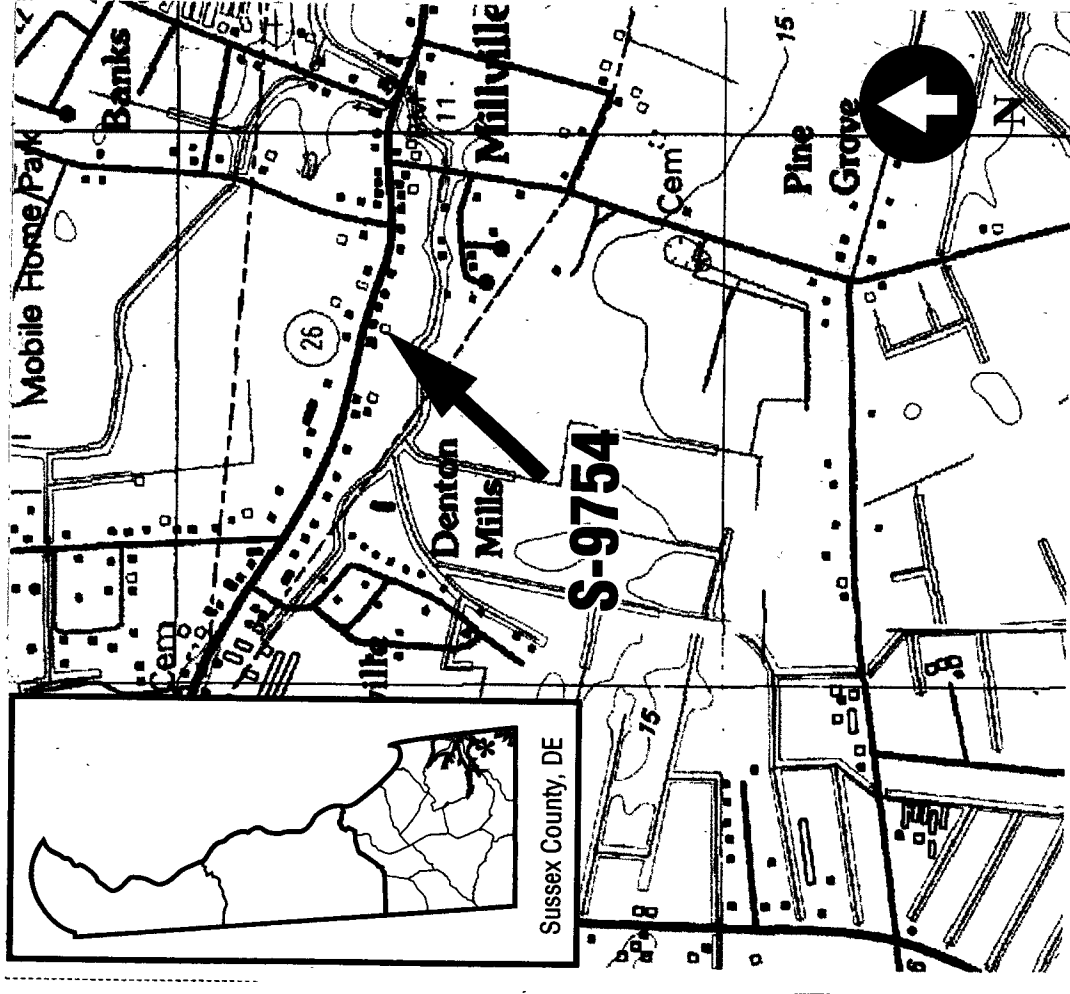 Mobile Home Park
Banks
Millville
11
15
Cem
Pine
Grove
N
26
Denton
Mills
S-9754
Cem
ville
15
Sussex County, DE